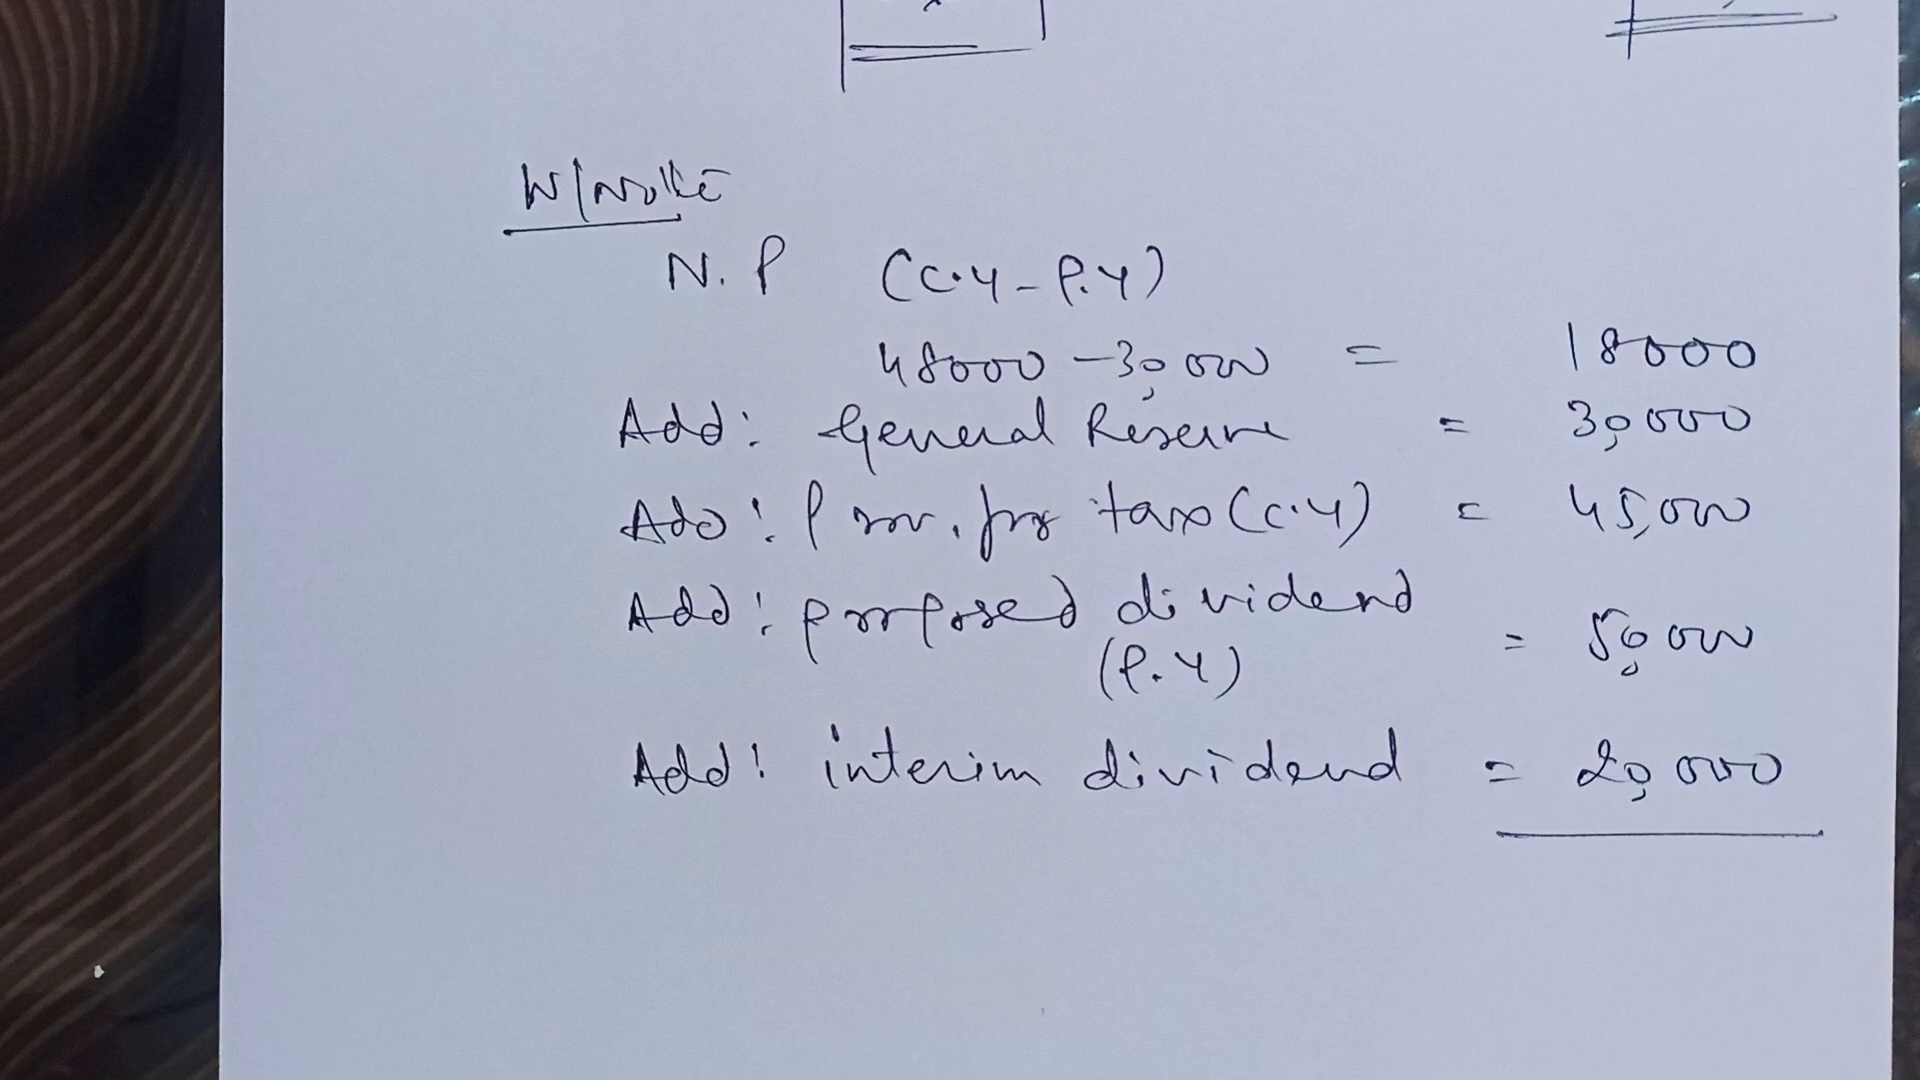 W/Note
N.P (C.Y - P.Y)
48000 - 30,000 = 18000
Add: General Reserve = 30,000
Add: Prov. for tax (C.Y) = 45,000
Add: proposed dividend
(P.Y) = 50,000
Add: interim dividend = 20,000